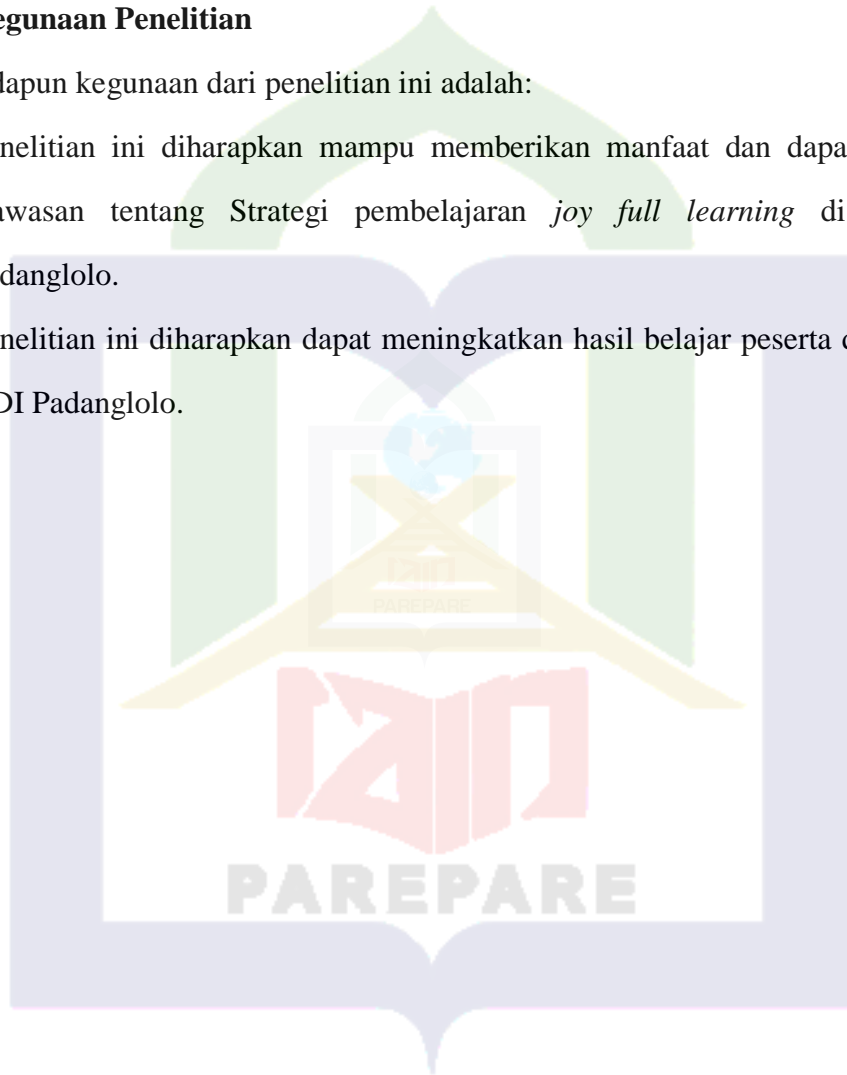 egunaan Penelitian
dapun kegunaan dari penelitian ini adalah:
nelitian ini diharapkan mampu memberikan manfaat dan dapa
awasan tentang Strategi pembelajaran joy full learning di
danglolo.
nelitian ini diharapkan dapat meningkatkan hasil belajar peserta d
DI Padanglolo.
PAREPARE
PAREPARE